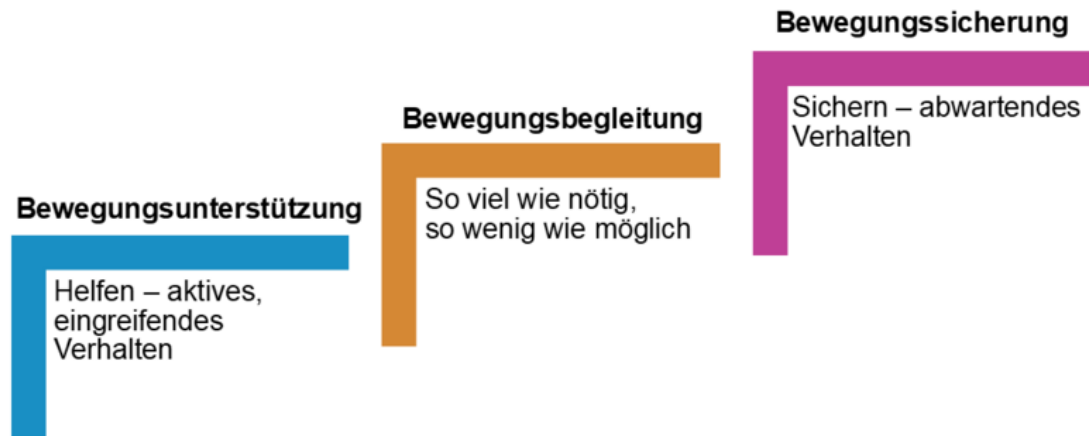 Bewegungssicherung
Sichern – abwartendes
Verhalten
Bewegungsbegleitung
So viel wie nötig,
so wenig wie möglich
Bewegungsunterstützung
Helfen – aktives,
eingreifendes
Verhalten